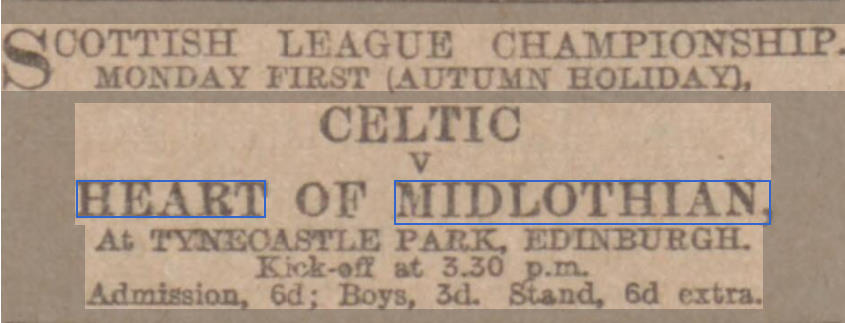 SCOTTISH LEAGUE CHAMPIONSHIP.
MONDAY FIRST (AUTUMN HOLIDAY),
CELTIC
v
HEART OF MIDLOTHIAN,
At TYNECASTLE PARK, EDINBURGH.
Kick-off at 3.30 p.m.
Admission, 6d; Boys, 3d. Stand, 6d extra.